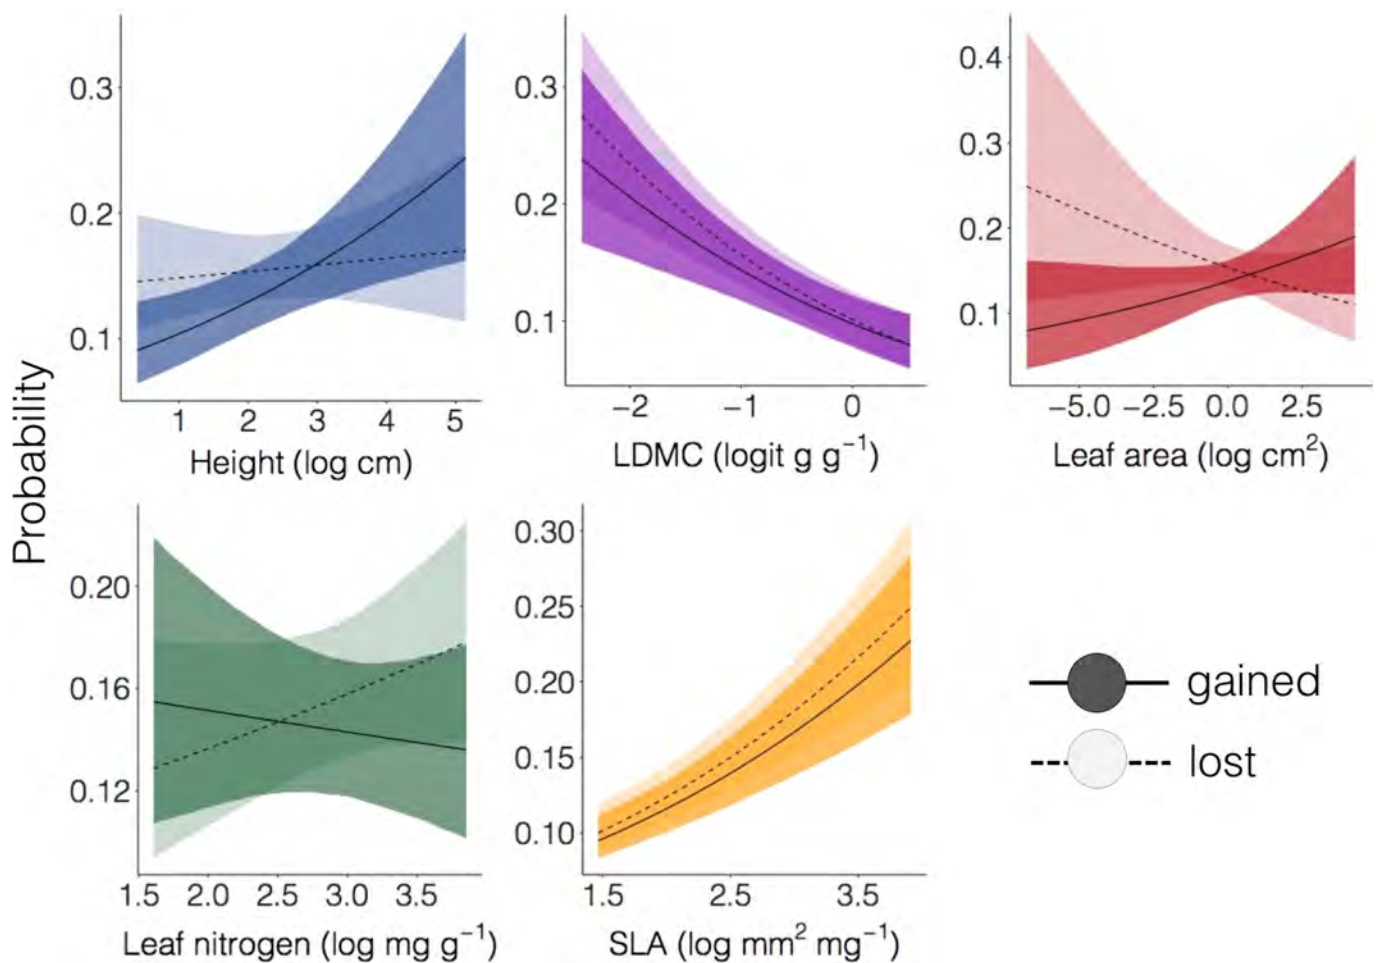 Probability
0.3
0.2
0.1
1 2 3 4 5
Height (log cm)
0.3
0.2
0.1
−2 −1 0
LDMC (logit g g⁻¹)
0.4
0.3
0.2
0.1
−5.0 −2.5 0.0 2.5
Leaf area (log cm²)
0.20
0.16
0.12
1.5 2.0 2.5 3.0 3.5
Leaf nitrogen (log mg g⁻¹)
0.30
0.25
0.20
0.15
0.10
1.5 2.5 3.5
SLA (log mm² mg⁻¹)
gained
lost